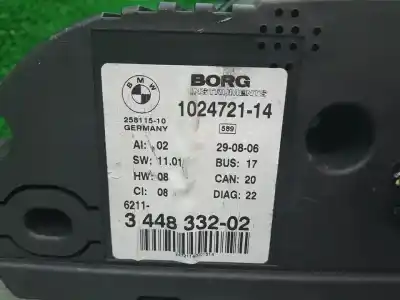 BMW
BORG
INSTRUMENTS
258115-10
GERMANY
1024721-14
589
AI: 02 29-08-06
SW: 11.01 BUS: 17
HW: 08 CAN: 20
CI: 08 DIAG: 22
6211-
3 448 332-02